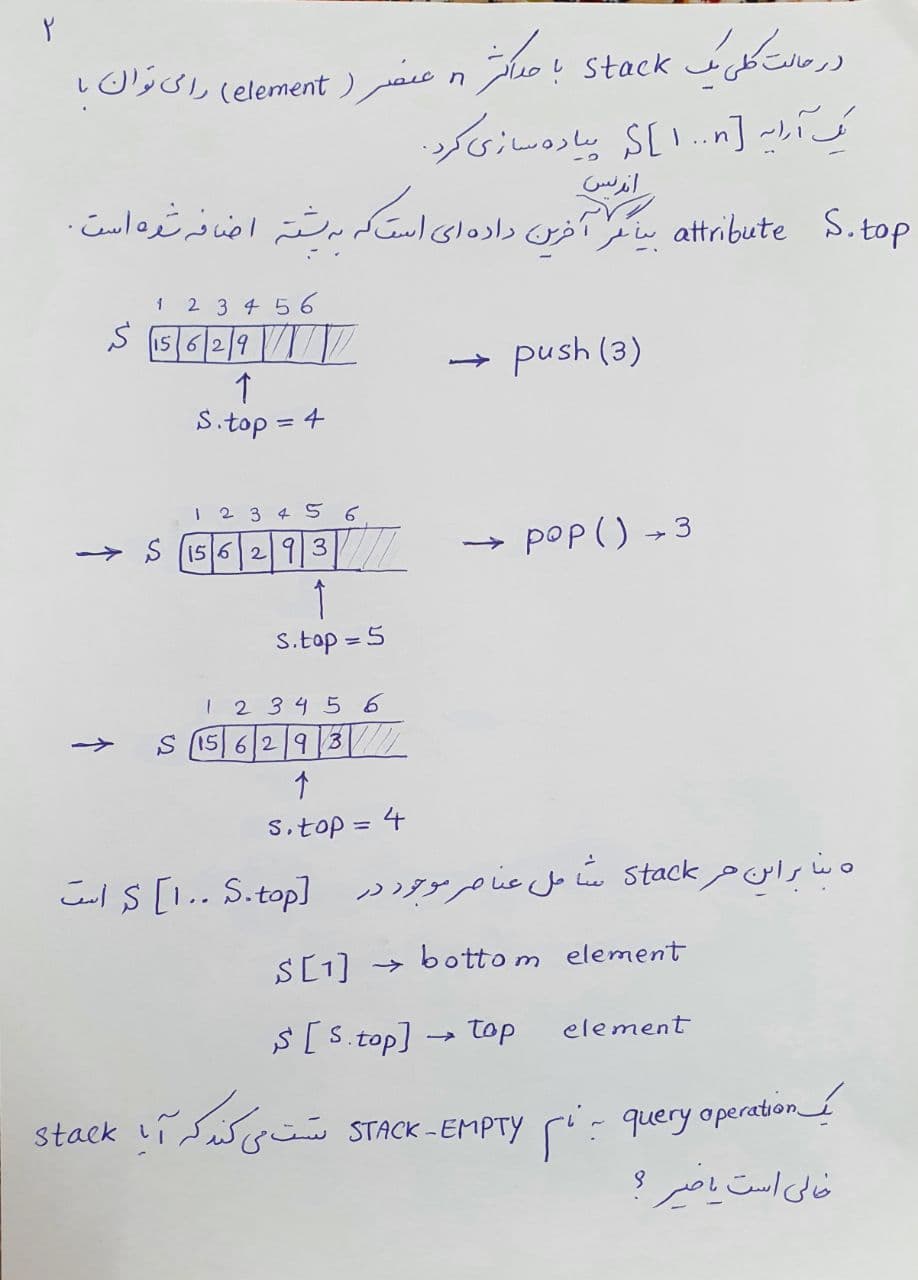 ۲
در حالت کلی یک stack با حداکثر n عنصر (element) را می توان با
یک آرایه S[1..n] پیاده سازی کرد.
اندیس
S.top attribute بیانگر آخرین داده ای است که به پشته اضافه شده است.
1 2 3 4 5 6
S 15 6 2 9 → push(3)
↑
S.top = 4
1 2 3 4 5 6
→ S 15 6 2 9 3 → pop() → 3
↑
S.top = 5
1 2 3 4 5 6
→ S 15 6 2 9 3
↑
S.top = 4
بنابراین هر stack شامل عناصر موجود در S[1..S.top] است
S[1] → bottom element
S[S.top] → top element
یک query operation به نام STACK-EMPTY تست می کند که آیا stack
خالی است یا خیر ؟